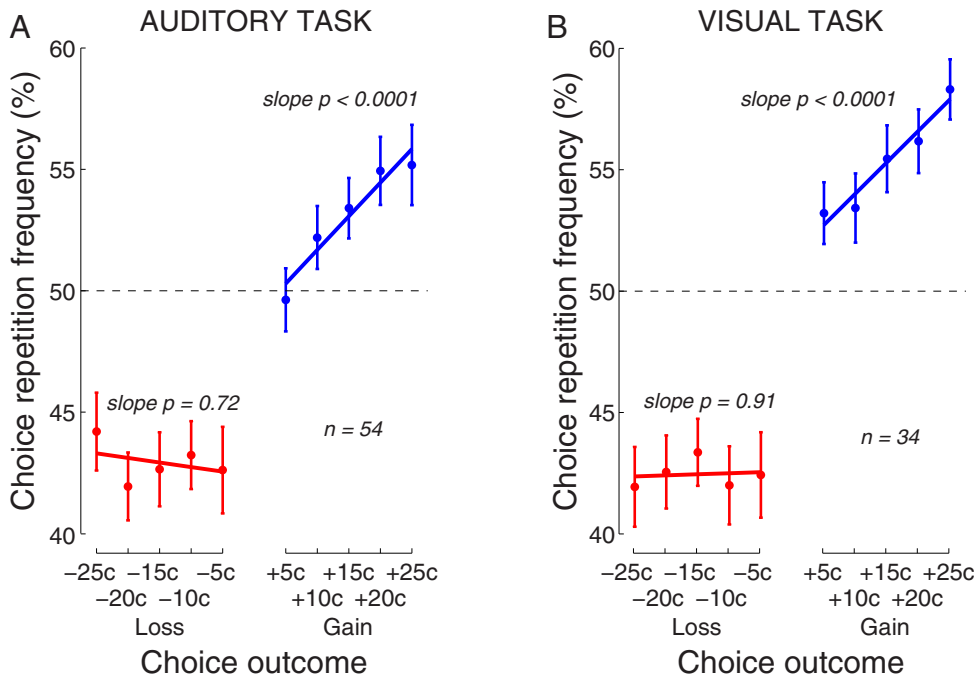 A
AUDITORY TASK
Choice repetition frequency (%)
60
55
50
45
40
slope p < 0.0001
slope p = 0.72
n = 54
−25c −15c −5c +5c +15c +25c
−20c −10c +10c +20c
Loss Gain
Choice outcome
B
VISUAL TASK
Choice repetition frequency (%)
60
55
50
45
40
slope p < 0.0001
slope p = 0.91
n = 34
−25c −15c −5c +5c +15c +25c
−20c −10c +10c +20c
Loss Gain
Choice outcome